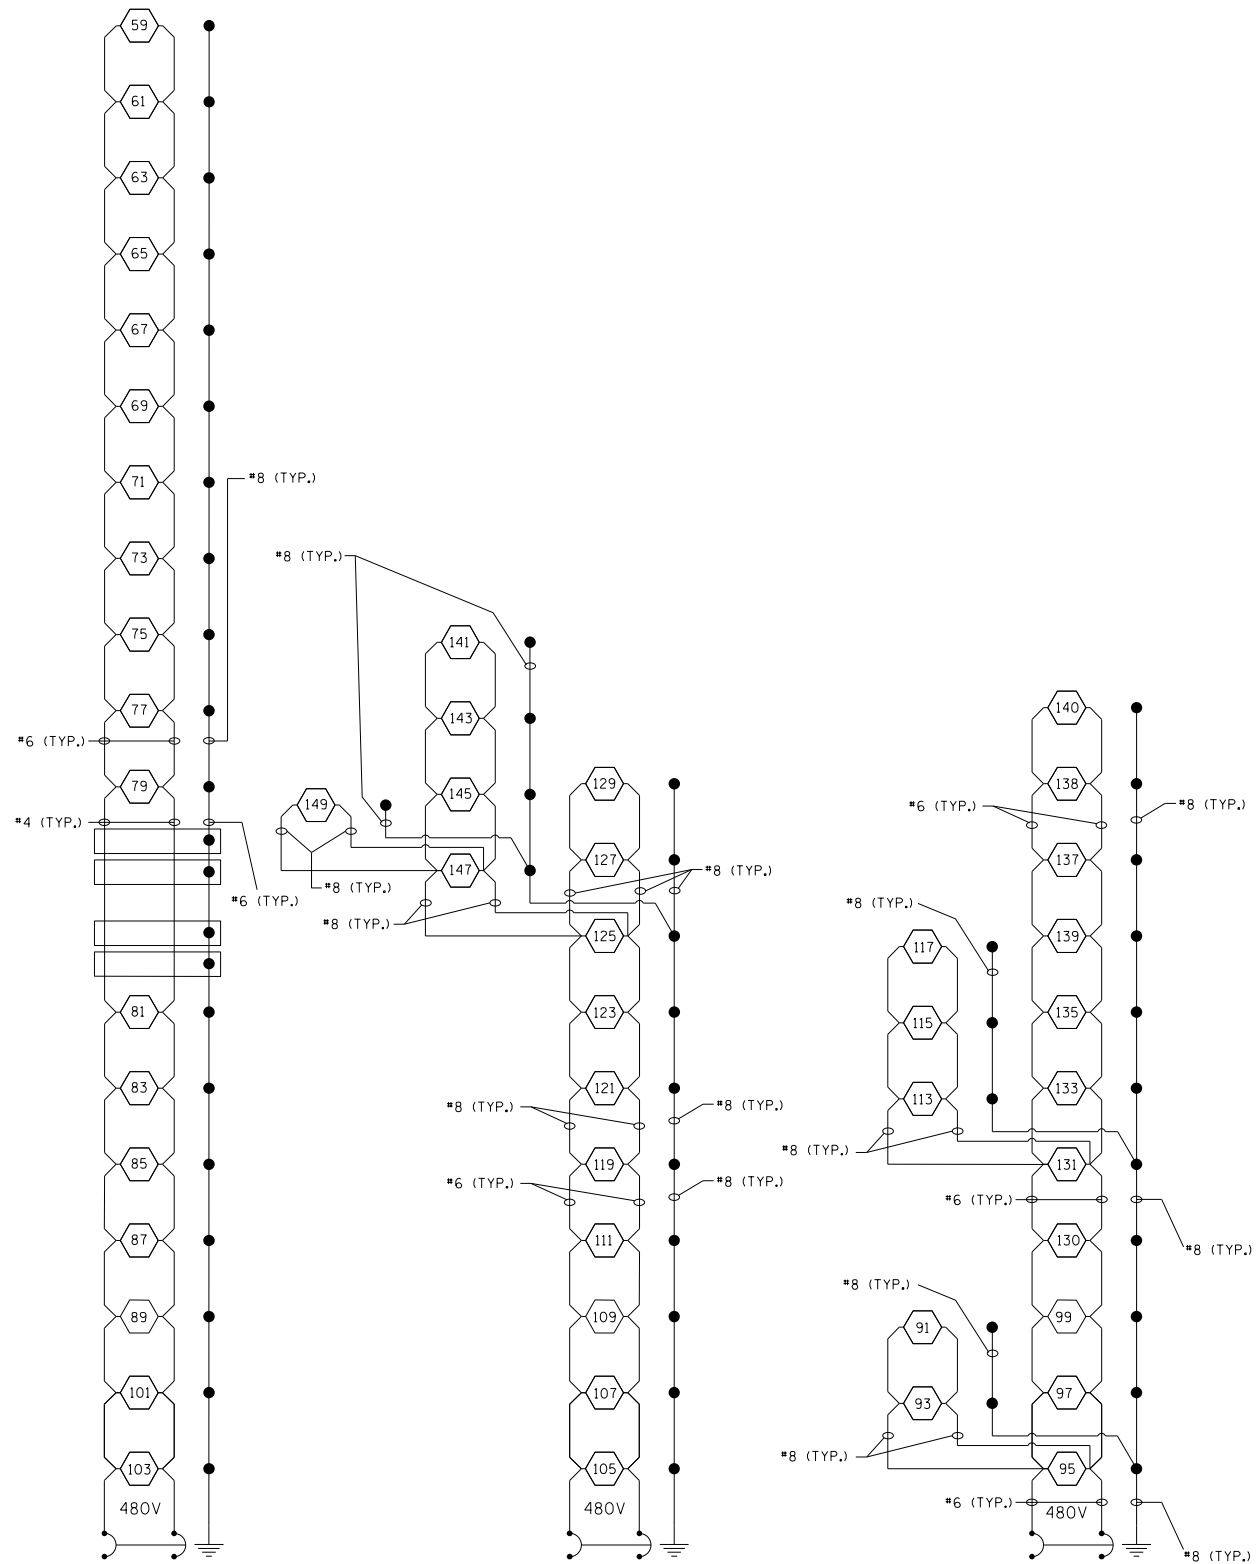 59
61
63
65
67
69
71
#8 (TYP.)
73
#8 (TYP.)
75
77
#6 (TYP.)
79
#4 (TYP.)
#6 (TYP.)
81
83
85
87
89
101
103
480V
141
143
145
149
147
#8 (TYP.)
#8 (TYP.)
129
127
#8 (TYP.)
125
123
121
#8 (TYP.)
#8 (TYP.)
119
#6 (TYP.)
#8 (TYP.)
111
109
107
105
480V
140
138
#6 (TYP.)
#8 (TYP.)
137
#8 (TYP.)
117
139
115
135
113
133
#8 (TYP.)
131
#6 (TYP.)
130
#8 (TYP.)
#8 (TYP.)
91
99
93
97
#8 (TYP.)
95
#6 (TYP.)
480V
#8 (TYP.)